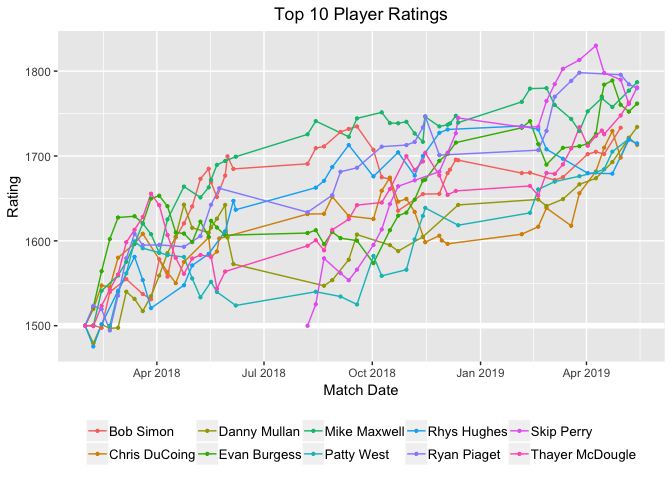 Top 10 Player Ratings
1800
1700
1600
1500
Rating
Apr 2018 Jul 2018 Oct 2018 Jan 2019 Apr 2019
Match Date
Bob Simon Danny Mullan Mike Maxwell Rhys Hughes Skip Perry
Chris DuCoing Evan Burgess Patty West Ryan Piaget Thayer McDougle